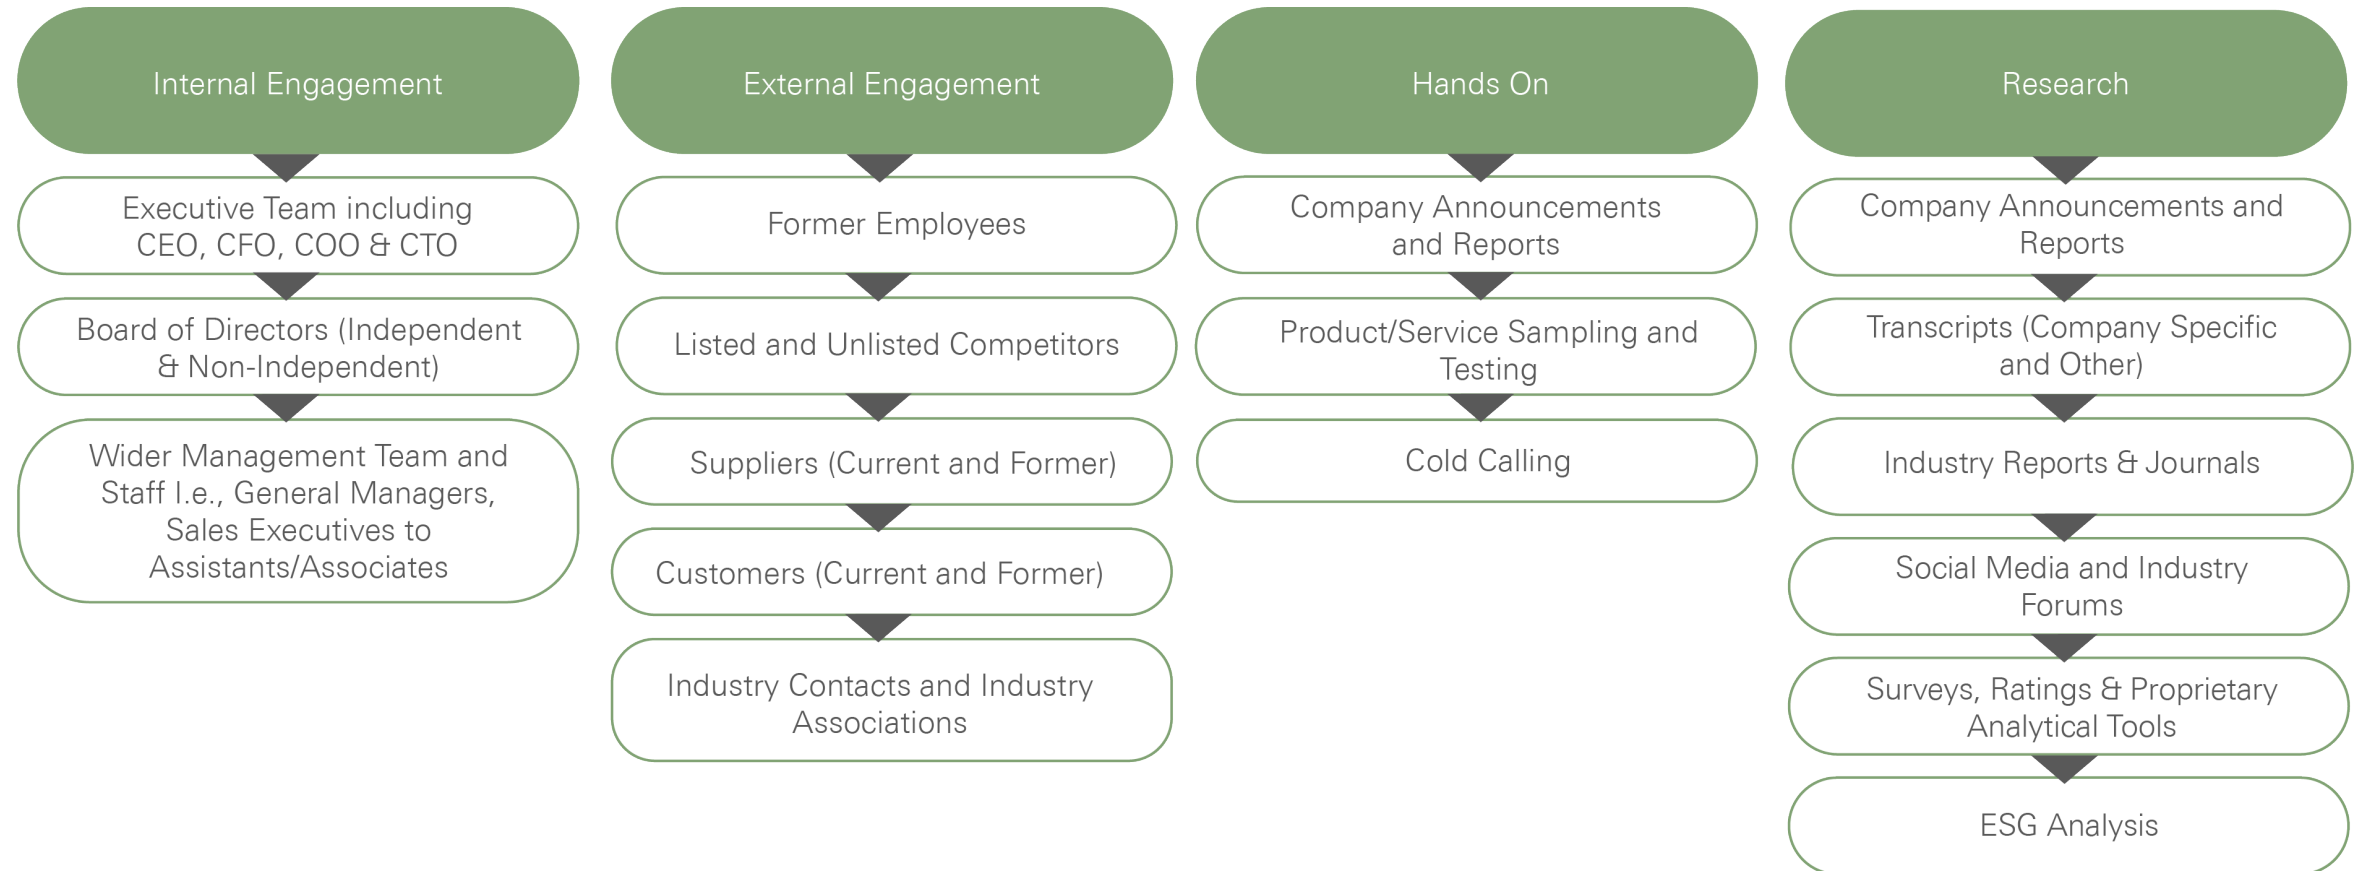 Internal Engagement
Executive Team including
CEO, CFO, COO & CTO
Board of Directors (Independent
& Non-Independent)
Wider Management Team and
Staff I.e., General Managers,
Sales Executives to
Assistants/Associates
External Engagement
Former Employees
Listed and Unlisted Competitors
Suppliers (Current and Former)
Customers (Current and Former)
Industry Contacts and Industry
Associations
Hands On
Company Announcements
and Reports
Product/Service Sampling and
Testing
Cold Calling
Research
Company Announcements and
Reports
Transcripts (Company Specific
and Other)
Industry Reports & Journals
Social Media and Industry
Forums
Surveys, Ratings & Proprietary
Analytical Tools
ESG Analysis